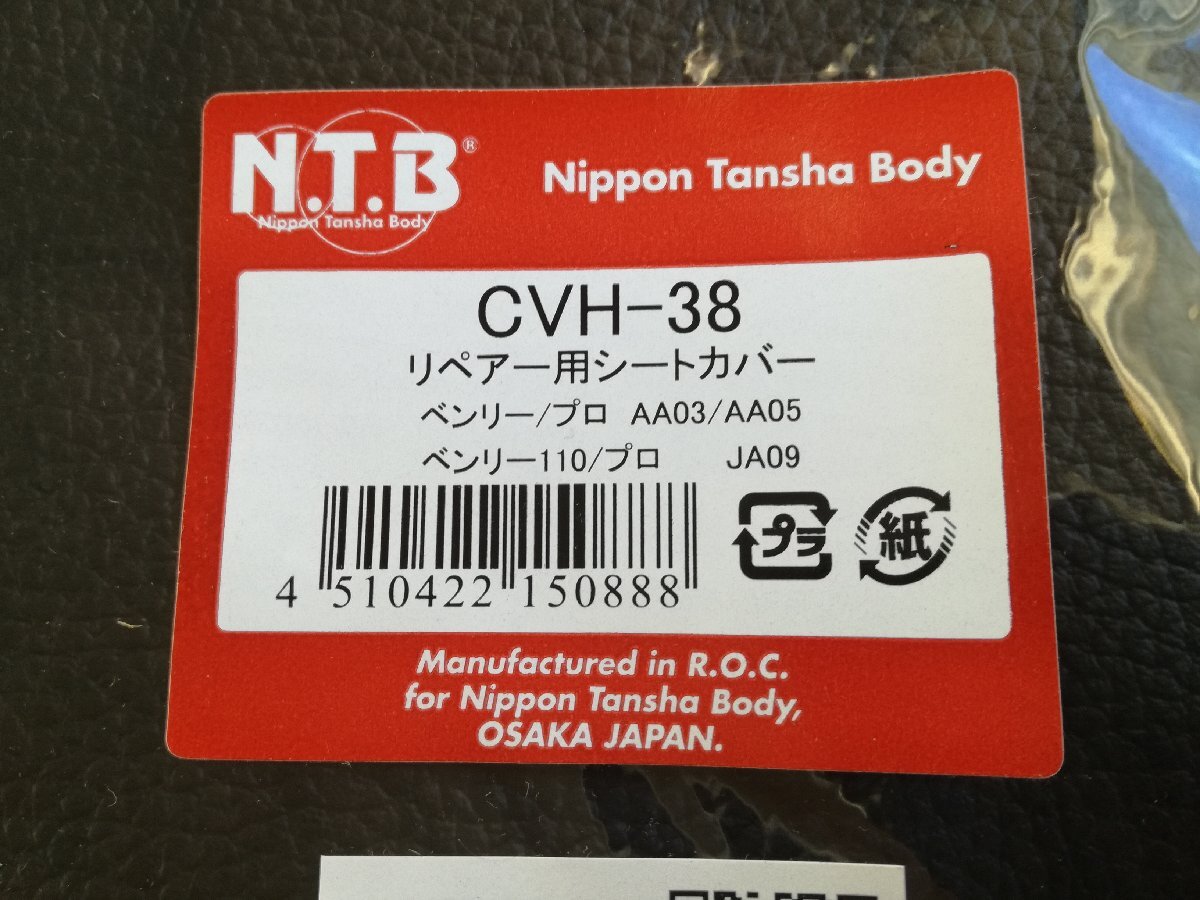 N.T.B®
Nippon Tansha Body
Nippon Tansha Body
CVH-38
リペアー用シートカバー
ベンリー/プロ AA03/AA05
ベンリー110/プロ JA09
4 510422 150888
プラ
紙
Manufactured in R.O.C.
for Nippon Tansha Body,
OSAKA JAPAN.